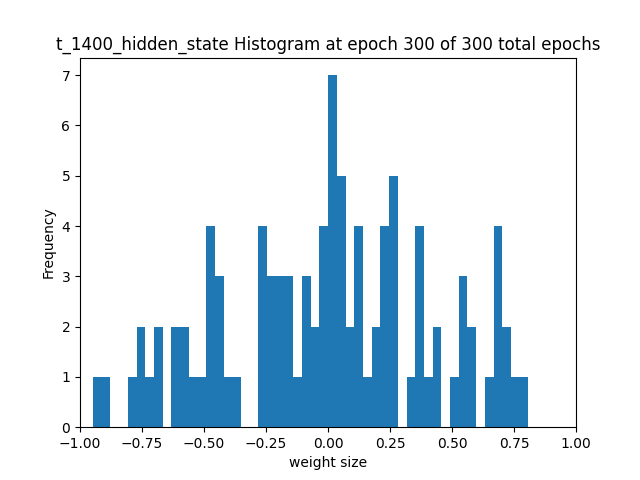 t_1400_hidden_state Histogram at epoch 300 of 300 total epochs
7
6
5
4
3
2
1
0
Frequency
−1.00 −0.75 −0.50 −0.25 0.00 0.25 0.50 0.75 1.00
weight size